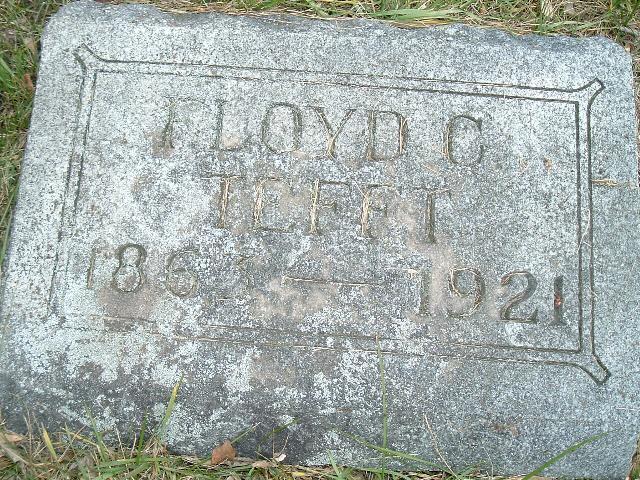 FLOYD C
TEFFT
1863 — 1921